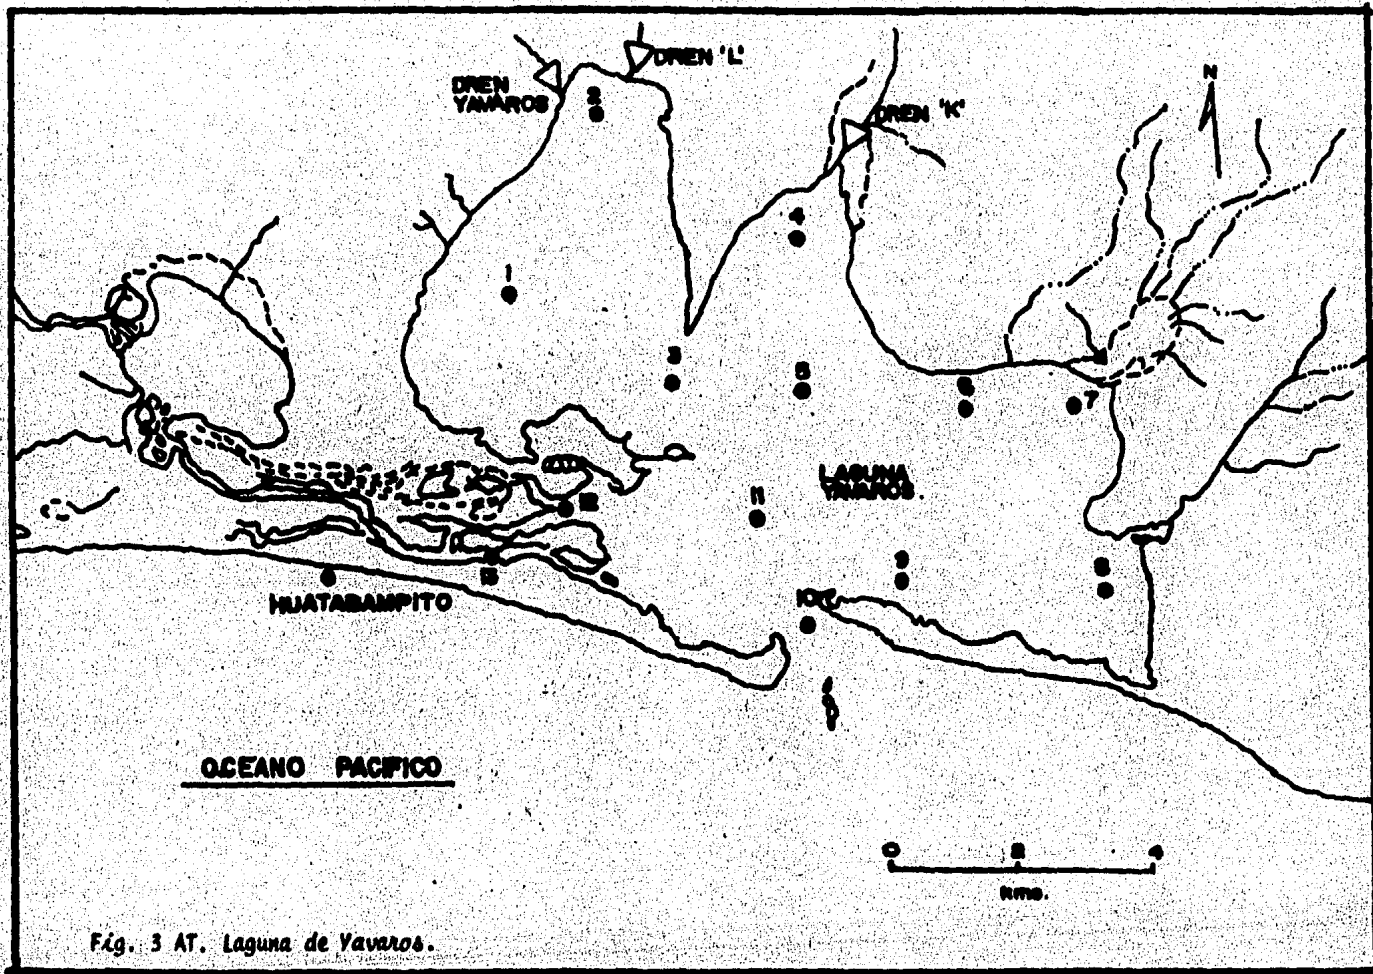 DREN 'L'
DREN
YAVAROS
N
2
DREN 'K'
4
1
3
5
6
7
LAGUNA
YAVAROS.
11
12
9
8
13
HUATABAMPITO
10
OCEANO PACIFICO
0 2 4
kms.
Fig. 3 AT. Laguna de Yavaros.